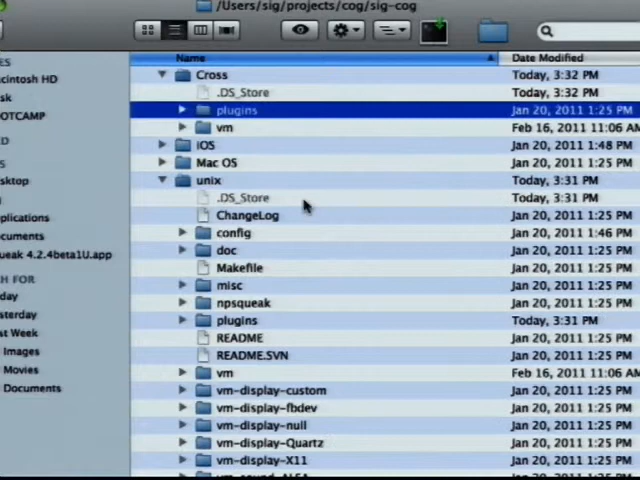 /Users/sig/projects/cog/sig-cog
Name Date Modified
Cross Today, 3:32 PM
.DS_Store Today, 3:32 PM
plugins Jan 20, 2011 1:25 PM
vm Feb 16, 2011 11:06 AM
iOS Jan 20, 2011 1:48 PM
Mac OS Jan 20, 2011 1:25 PM
unix Today, 3:31 PM
.DS_Store Today, 3:31 PM
ChangeLog Jan 20, 2011 1:25 PM
config Jan 20, 2011 1:46 PM
doc Jan 20, 2011 1:25 PM
Makefile Jan 20, 2011 1:25 PM
misc Jan 20, 2011 1:25 PM
npsqueak Jan 20, 2011 1:25 PM
plugins Today, 3:31 PM
README Jan 20, 2011 1:25 PM
README.SVN Jan 20, 2011 1:25 PM
vm Feb 16, 2011 11:06 AM
vm-display-custom Jan 20, 2011 1:25 PM
vm-display-fbdev Jan 20, 2011 1:25 PM
vm-display-null Jan 20, 2011 1:25 PM
vm-display-Quartz Jan 20, 2011 1:25 PM
vm-display-X11 Jan 20, 2011 1:25 PM
ES
acintosh HD
sk
OTCAMP
D
S
sktop
g
plications
cuments
ueak 4.2.4beta1U.app
H FOR
day
sterday
st Week
Images
Movies
Documents